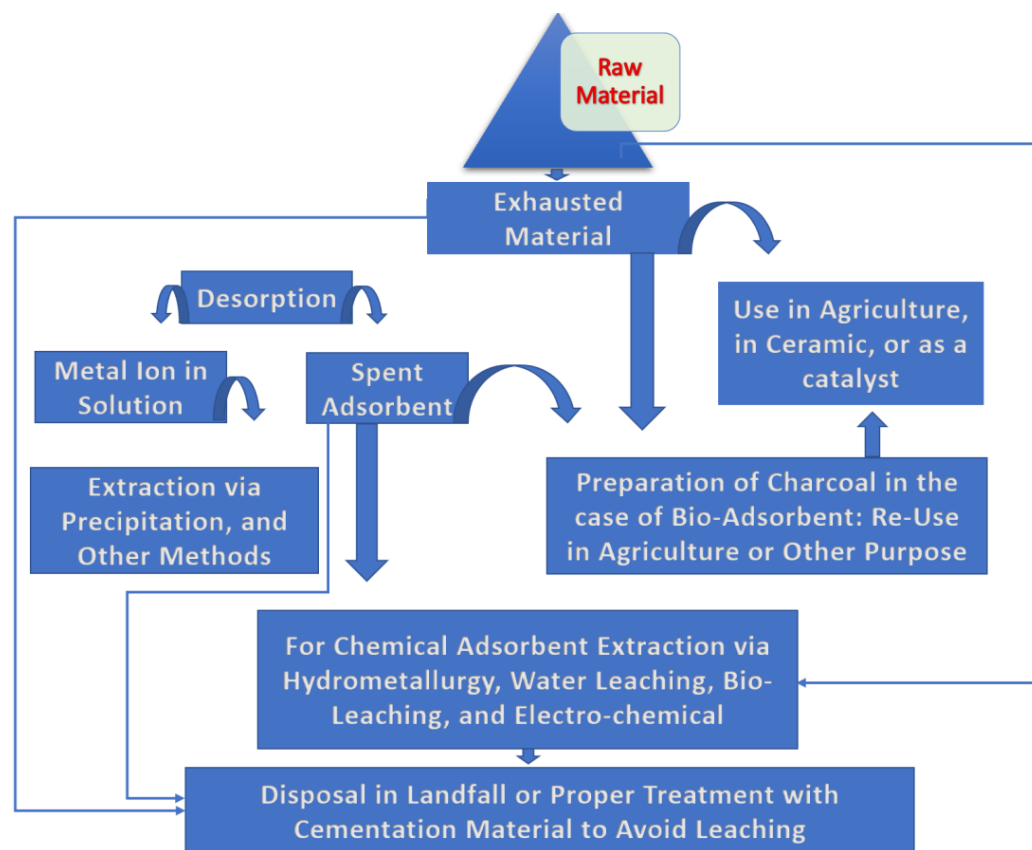 Raw
Material
Exhausted
Material
Desorption
Use in Agriculture,
in Ceramic, or as a
catalyst
Metal Ion in
Solution
Spent
Adsorbent
Extraction via
Precipitation, and
Other Methods
Preparation of Charcoal in the
case of Bio-Adsorbent: Re-Use
in Agriculture or Other Purpose
For Chemical Adsorbent Extraction via
Hydrometallurgy, Water Leaching, Bio-
Leaching, and Electro-chemical
Disposal in Landfall or Proper Treatment with
Cementation Material to Avoid Leaching